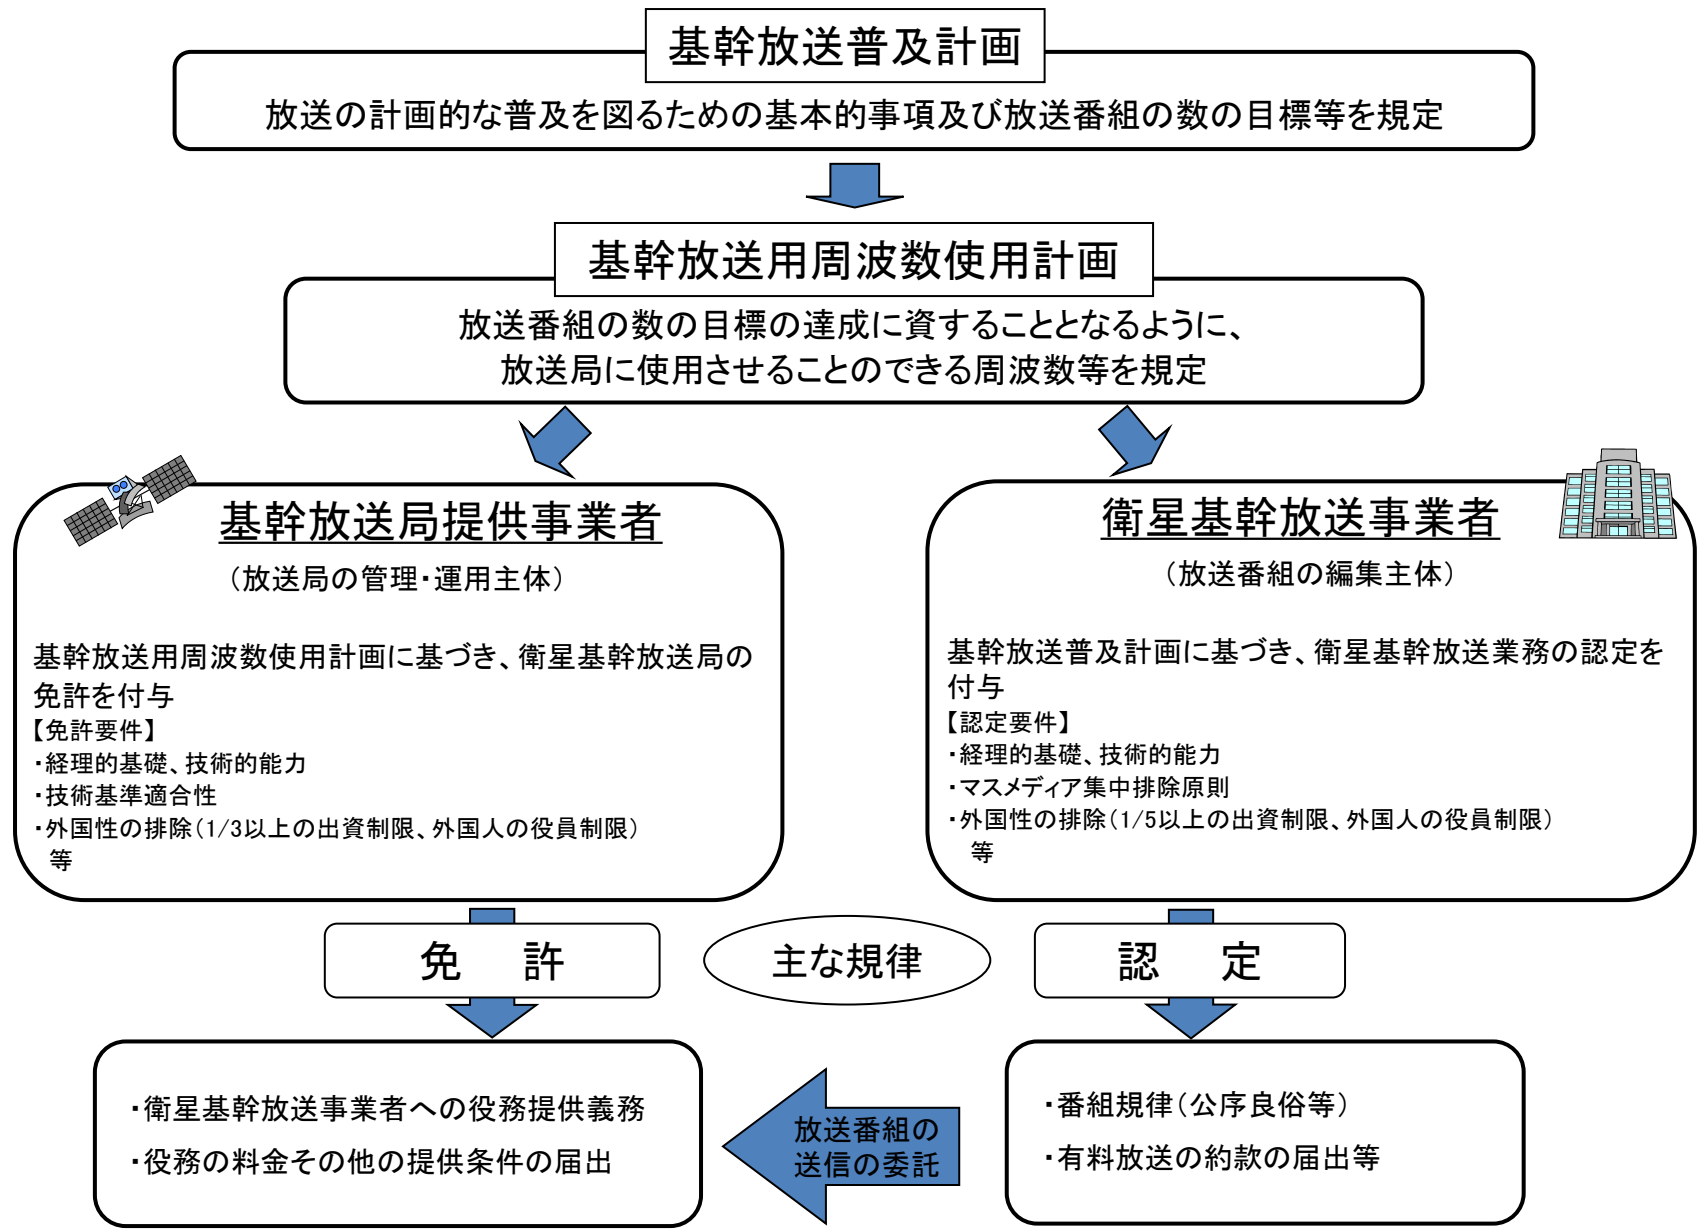 基幹放送普及計画
放送の計画的な普及を図るための基本的事項及び放送番組の数の目標等を規定
基幹放送用周波数使用計画
放送番組の数の目標の達成に資することとなるように、
放送局に使用させることのできる周波数等を規定
基幹放送局提供事業者
（放送局の管理・運用主体）
基幹放送用周波数使用計画に基づき、衛星基幹放送局の
免許を付与
【免許要件】
・経理的基礎、技術的能力
・技術基準適合性
・外国性の排除（1/3以上の出資制限、外国人の役員制限）
等
衛星基幹放送事業者
（放送番組の編集主体）
基幹放送普及計画に基づき、衛星基幹放送業務の認定を
付与
【認定要件】
・経理的基礎、技術的能力
・マスメディア集中排除原則
・外国性の排除（1/5以上の出資制限、外国人の役員制限）
等
免　許
主な規律
認　定
・衛星基幹放送事業者への役務提供義務
・役務の料金その他の提供条件の届出
放送番組の
送信の委託
・番組規律（公序良俗等）
・有料放送の約款の届出等